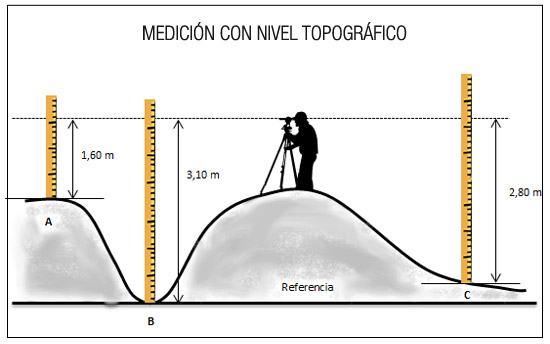 MEDICIÓN CON NIVEL TOPOGRÁFICO
1,60 m
3,10 m
2,80 m
A
Referencia
C
B